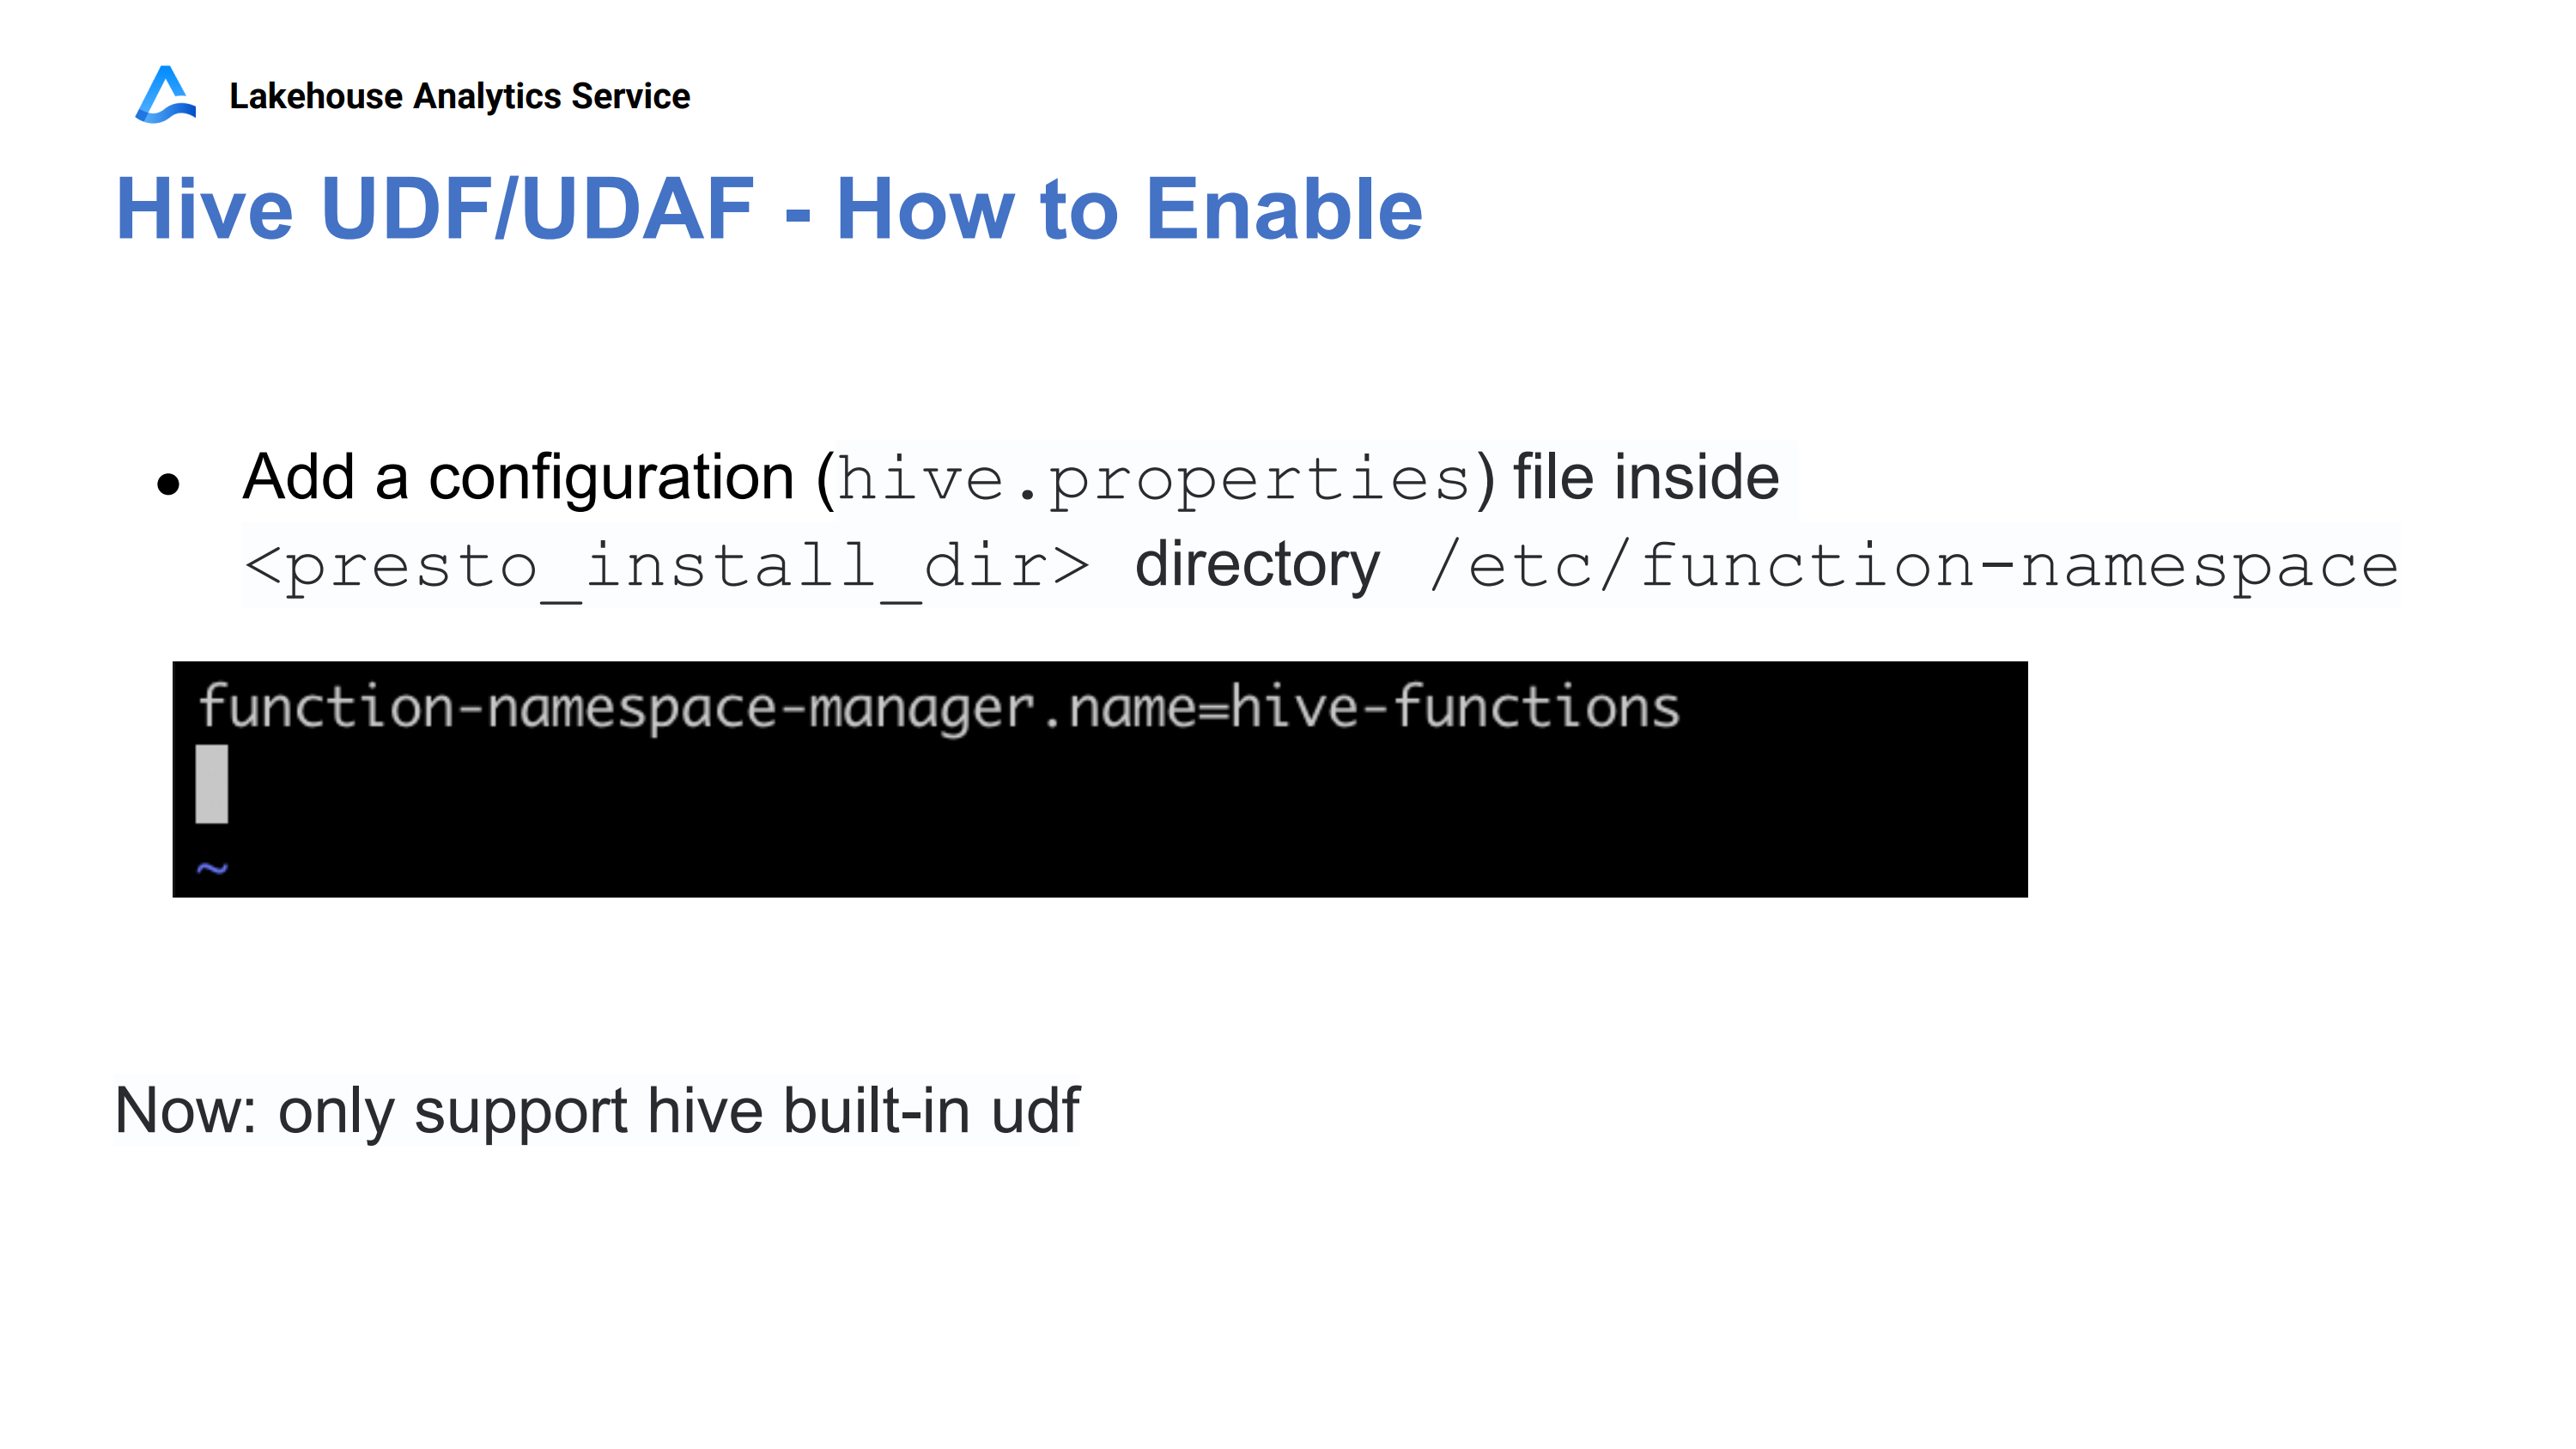 Lakehouse Analytics Service
Hive UDF/UDAF - How to Enable
● Add a configuration (hive.properties) file inside
<presto_install_dir> directory /etc/function-namespace
function-namespace-manager.name=hive-functions
~
Now: only support hive built-in udf